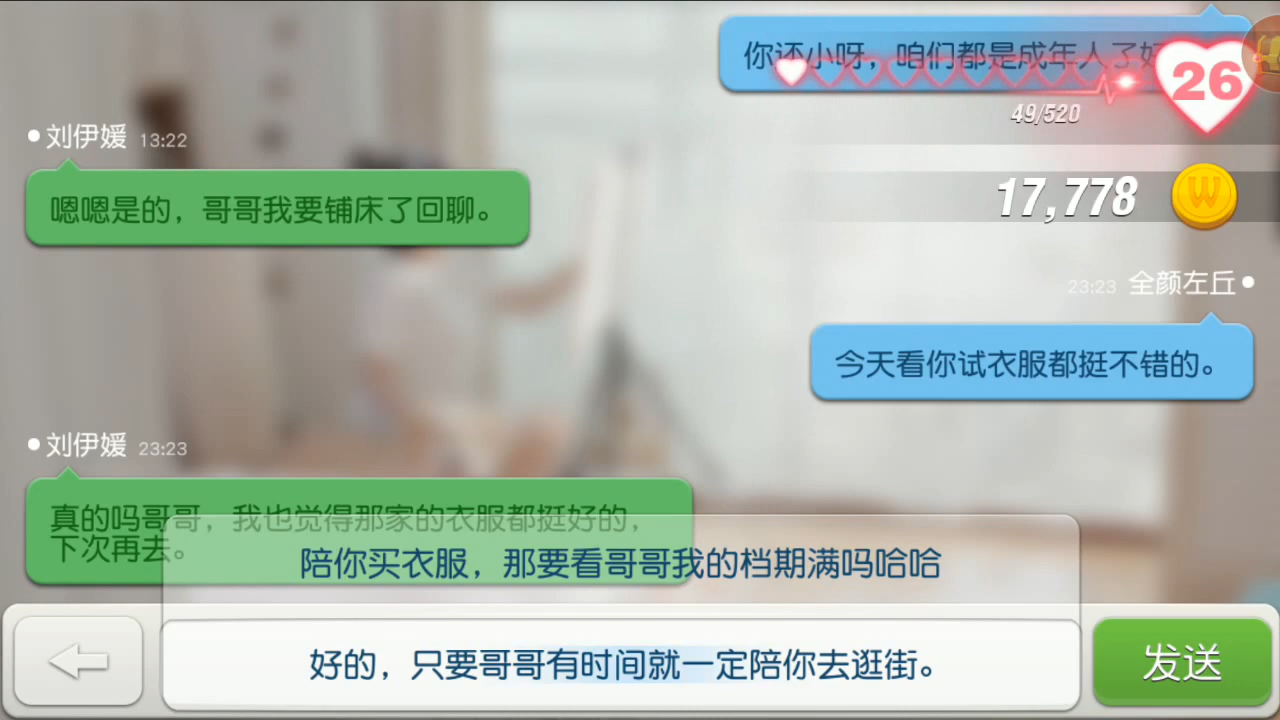 你还小呀，咱们都是成年人了好
26
49/520
刘伊媛 13:22
嗯嗯是的，哥哥我要铺床了回聊。
17,778
23:23 全颜左丘
今天看你试衣服都挺不错的。
刘伊媛 23:23
真的吗哥哥，我也觉得那家的衣服都挺好的，
下次再去。
陪你买衣服，那要看哥哥我的档期满吗哈哈
好的，只要哥哥有时间就一定陪你去逛街。
发送